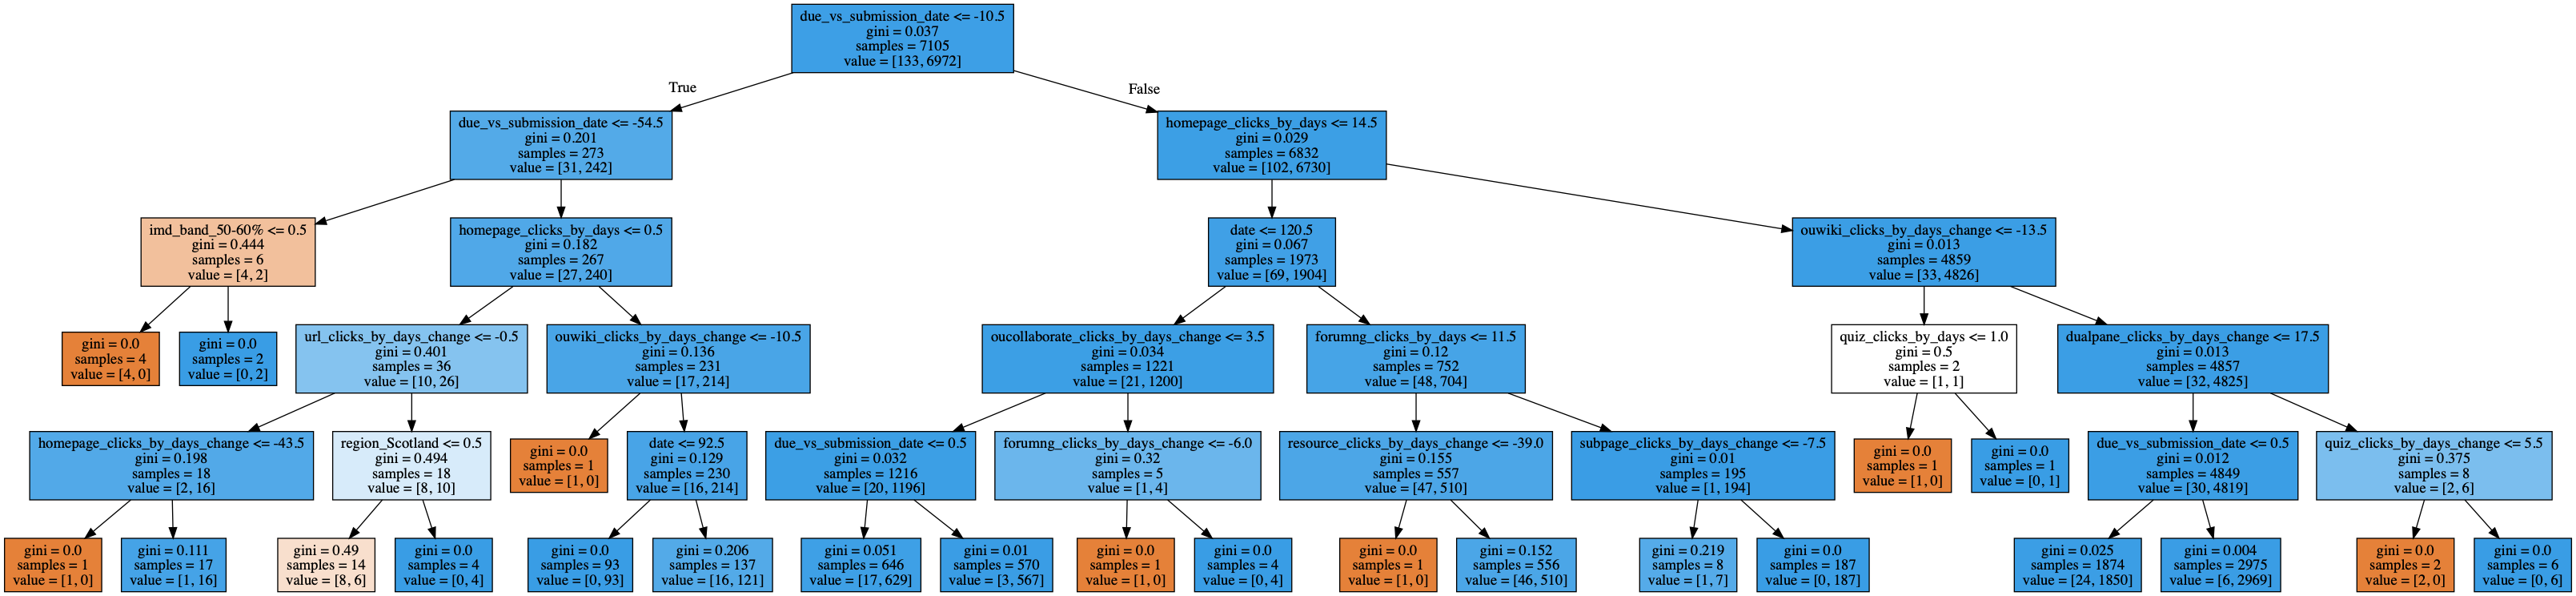 due_vs_submission_date <= -10.5
gini = 0.037
samples = 7105
value = [133, 6972]
True
False
due_vs_submission_date <= -54.5
gini = 0.201
samples = 273
value = [31, 242]
homepage_clicks_by_days <= 14.5
gini = 0.029
samples = 6832
value = [102, 6730]
imd_band_50-60% <= 0.5
gini = 0.444
samples = 6
value = [4, 2]
homepage_clicks_by_days <= 0.5
gini = 0.182
samples = 267
value = [27, 240]
date <= 120.5
gini = 0.067
samples = 1973
value = [69, 1904]
ouwiki_clicks_by_days_change <= -13.5
gini = 0.013
samples = 4859
value = [33, 4826]
gini = 0.0
samples = 4
value = [4, 0]
gini = 0.0
samples = 2
value = [0, 2]
url_clicks_by_days_change <= -0.5
gini = 0.401
samples = 36
value = [10, 26]
ouwiki_clicks_by_days_change <= -10.5
gini = 0.136
samples = 231
value = [17, 214]
oucollaborate_clicks_by_days_change <= 3.5
gini = 0.034
samples = 1221
value = [21, 1200]
forumng_clicks_by_days <= 11.5
gini = 0.12
samples = 752
value = [48, 704]
quiz_clicks_by_days <= 1.0
gini = 0.5
samples = 2
value = [1, 1]
dualpane_clicks_by_days_change <= 17.5
gini = 0.013
samples = 4857
value = [32, 4825]
homepage_clicks_by_days_change <= -43.5
gini = 0.198
samples = 18
value = [2, 16]
region_Scotland <= 0.5
gini = 0.494
samples = 18
value = [8, 10]
gini = 0.0
samples = 1
value = [1, 0]
date <= 92.5
gini = 0.129
samples = 230
value = [16, 214]
due_vs_submission_date <= 0.5
gini = 0.032
samples = 1216
value = [20, 1196]
forumng_clicks_by_days_change <= -6.0
gini = 0.32
samples = 5
value = [1, 4]
resource_clicks_by_days_change <= -39.0
gini = 0.155
samples = 557
value = [47, 510]
subpage_clicks_by_days_change <= -7.5
gini = 0.01
samples = 195
value = [1, 194]
gini = 0.0
samples = 1
value = [1, 0]
gini = 0.0
samples = 1
value = [0, 1]
due_vs_submission_date <= 0.5
gini = 0.012
samples = 4849
value = [30, 4819]
quiz_clicks_by_days_change <= 5.5
gini = 0.375
samples = 8
value = [2, 6]
gini = 0.0
samples = 1
value = [1, 0]
gini = 0.111
samples = 17
value = [1, 16]
gini = 0.49
samples = 14
value = [8, 6]
gini = 0.0
samples = 4
value = [0, 4]
gini = 0.0
samples = 93
value = [0, 93]
gini = 0.206
samples = 137
value = [16, 121]
gini = 0.051
samples = 646
value = [17, 629]
gini = 0.01
samples = 570
value = [3, 567]
gini = 0.0
samples = 1
value = [1, 0]
gini = 0.0
samples = 4
value = [0, 4]
gini = 0.0
samples = 1
value = [1, 0]
gini = 0.152
samples = 556
value = [46, 510]
gini = 0.219
samples = 8
value = [1, 7]
gini = 0.0
samples = 187
value = [0, 187]
gini = 0.025
samples = 1874
value = [24, 1850]
gini = 0.004
samples = 2975
value = [6, 2969]
gini = 0.0
samples = 2
value = [2, 0]
gini = 0.0
samples = 6
value = [0, 6]